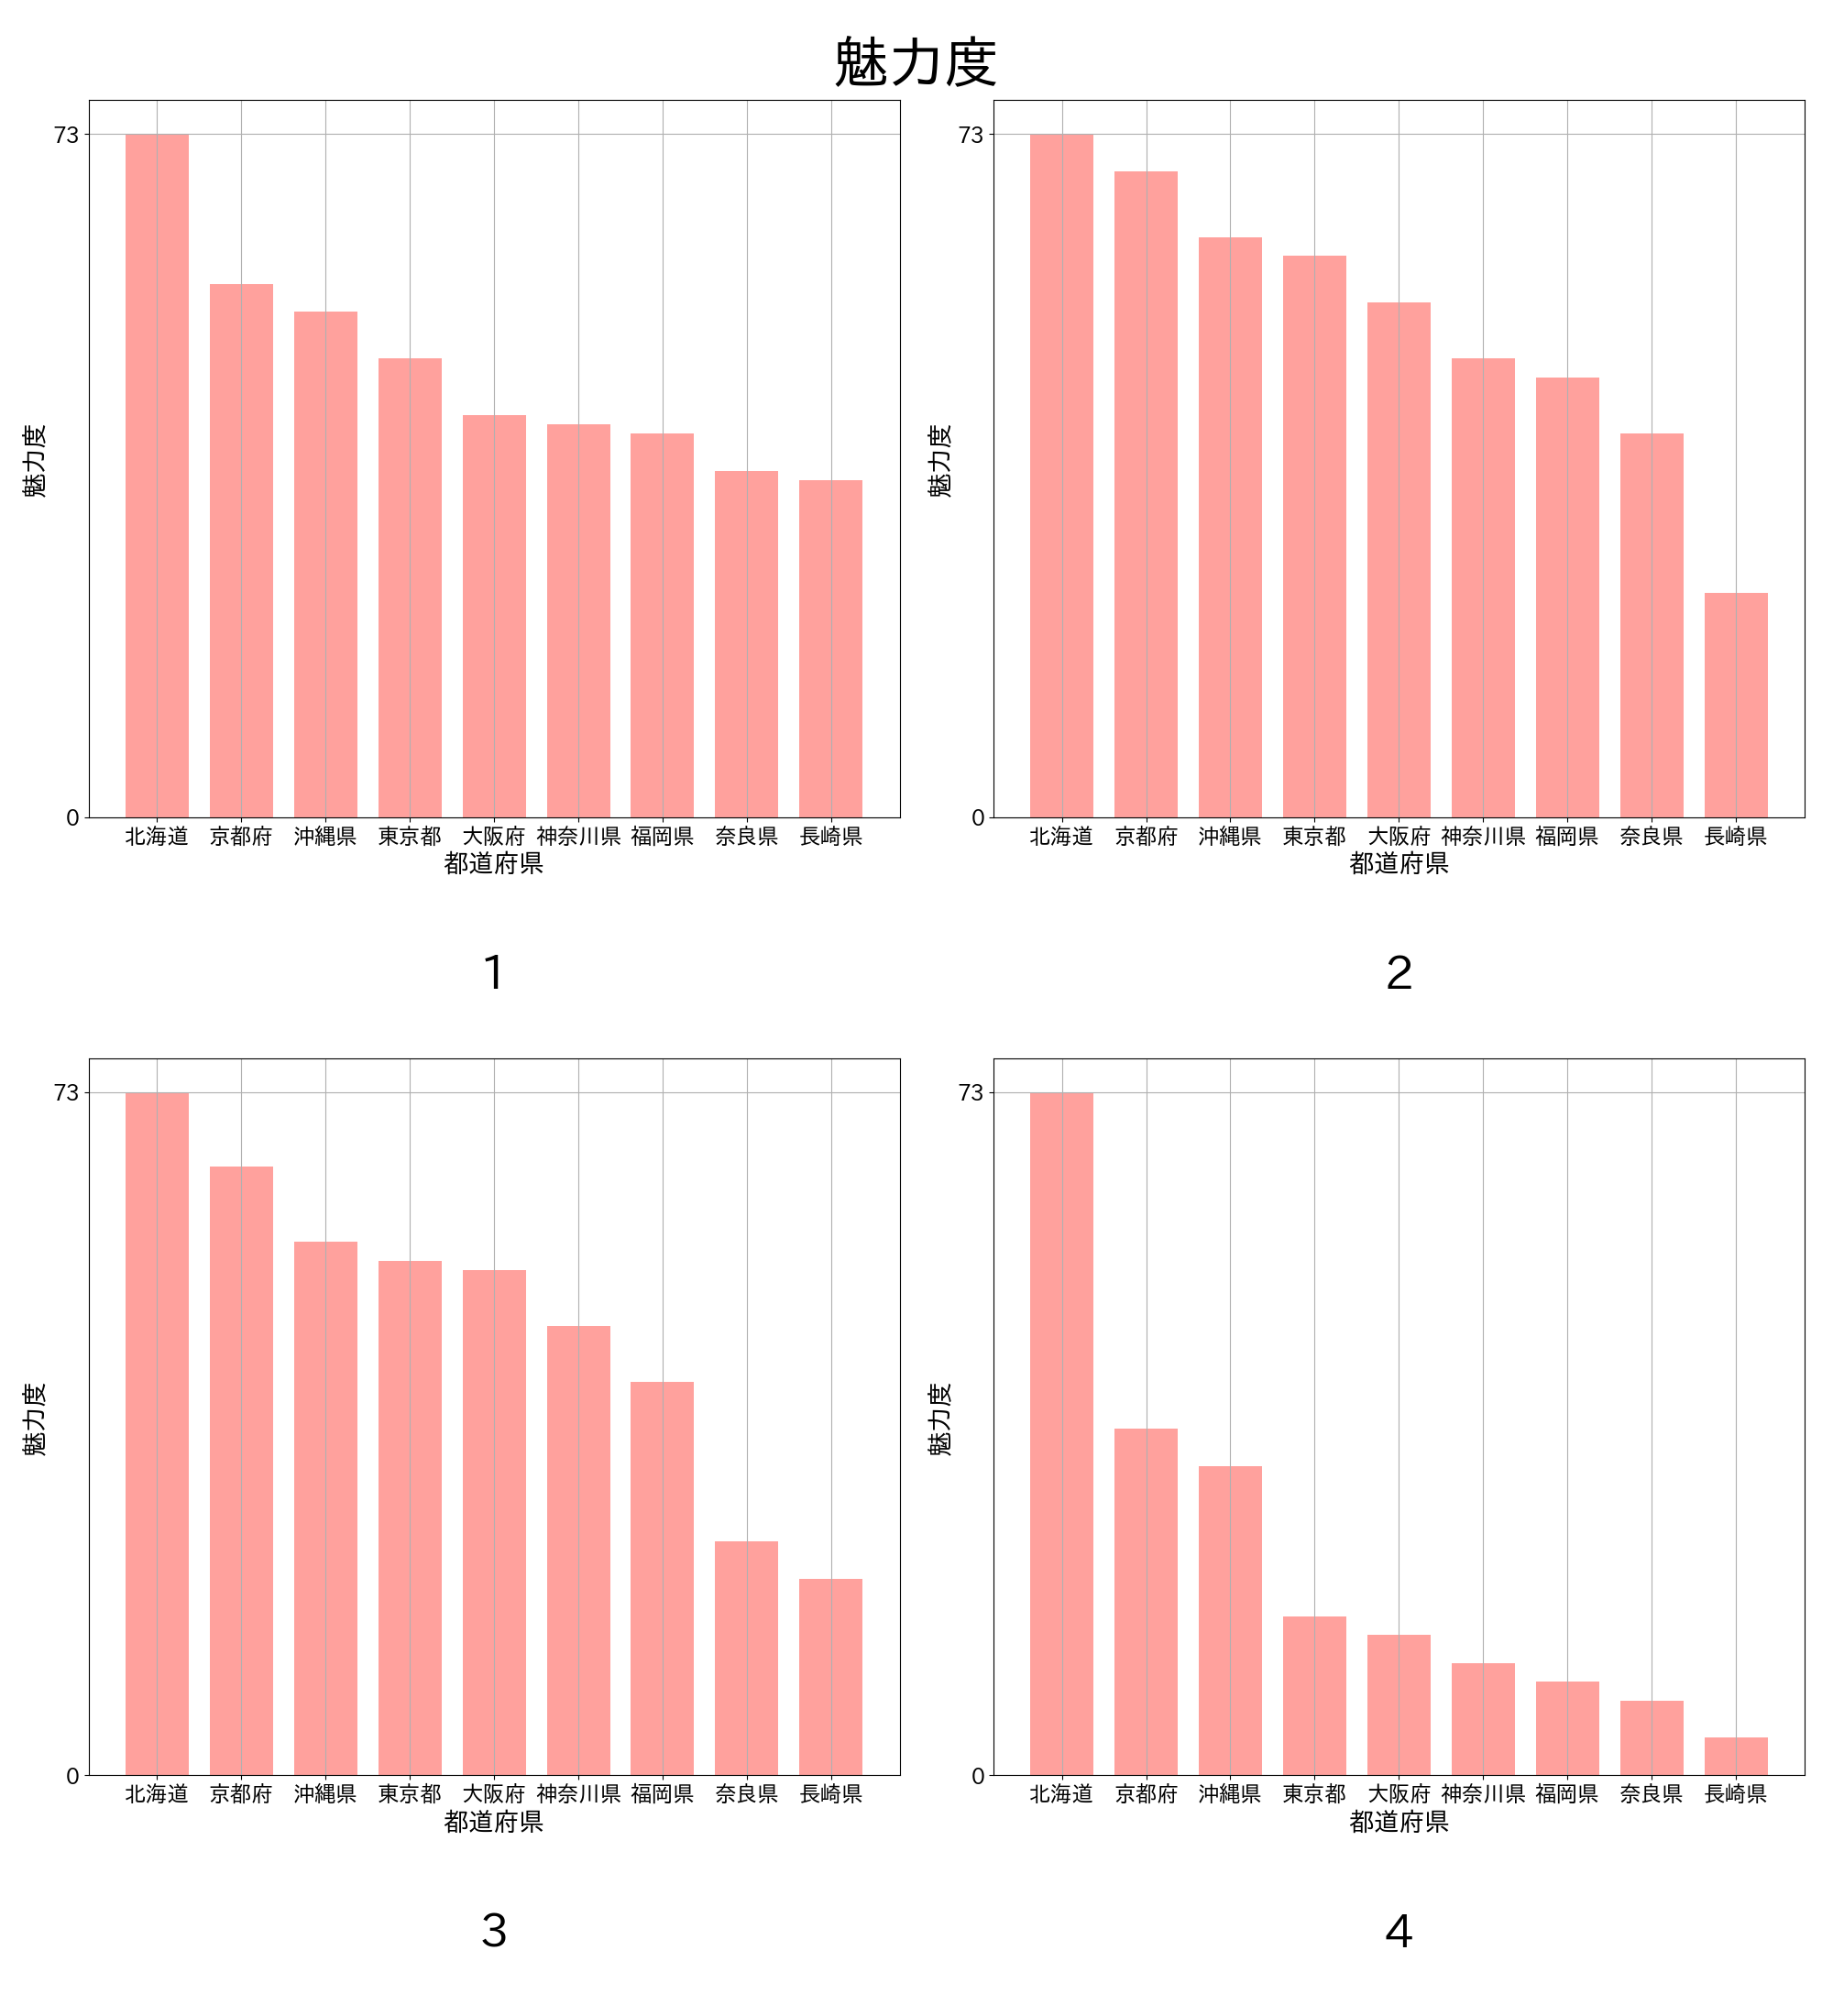 魅力度
73
0
魅力度
北海道 京都府 沖縄県 東京都 大阪府 神奈川県 福岡県 奈良県 長崎県
都道府県
1
73
0
魅力度
北海道 京都府 沖縄県 東京都 大阪府 神奈川県 福岡県 奈良県 長崎県
都道府県
2
73
0
魅力度
北海道 京都府 沖縄県 東京都 大阪府 神奈川県 福岡県 奈良県 長崎県
都道府県
3
73
0
魅力度
北海道 京都府 沖縄県 東京都 大阪府 神奈川県 福岡県 奈良県 長崎県
都道府県
4